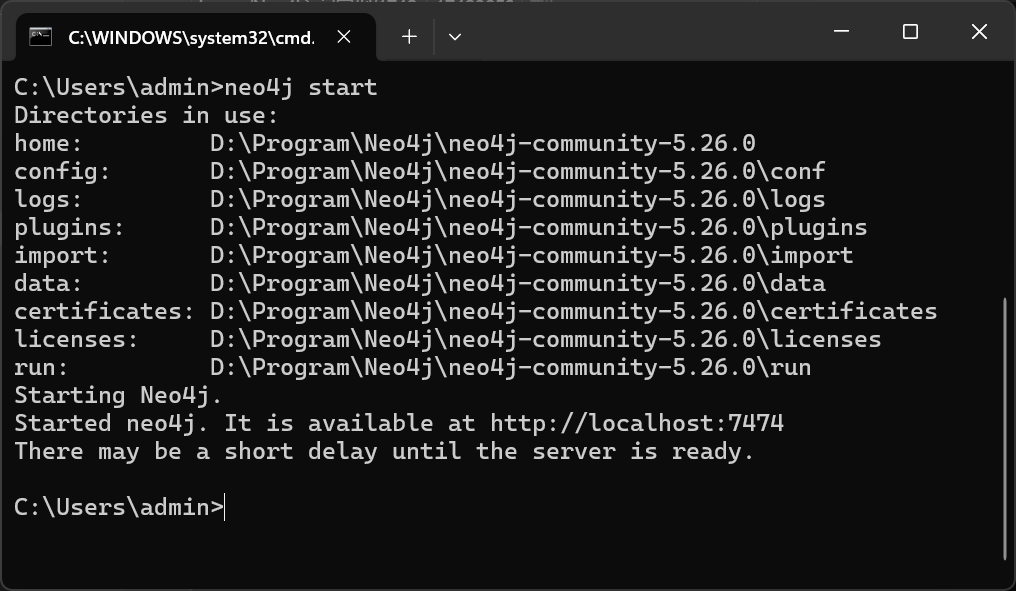 C:\WINDOWS\system32\cmd.
C:\Users\admin>neo4j start
Directories in use:
home:         D:\Program\Neo4j\neo4j-community-5.26.0
config:       D:\Program\Neo4j\neo4j-community-5.26.0\conf
logs:         D:\Program\Neo4j\neo4j-community-5.26.0\logs
plugins:      D:\Program\Neo4j\neo4j-community-5.26.0\plugins
import:       D:\Program\Neo4j\neo4j-community-5.26.0\import
data:         D:\Program\Neo4j\neo4j-community-5.26.0\data
certificates: D:\Program\Neo4j\neo4j-community-5.26.0\certificates
licenses:     D:\Program\Neo4j\neo4j-community-5.26.0\licenses
run:          D:\Program\Neo4j\neo4j-community-5.26.0\run
Starting Neo4j.
Started neo4j. It is available at http://localhost:7474
There may be a short delay until the server is ready.
C:\Users\admin>